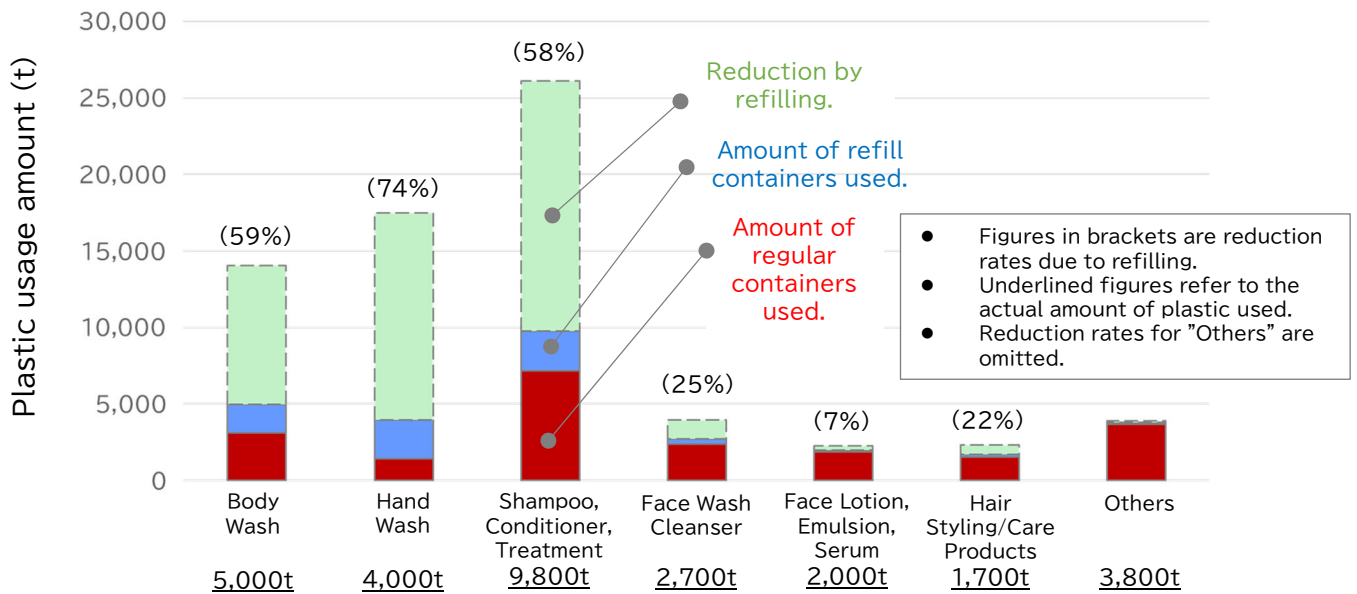 Plastic usage amount (t)
30,000
25,000
20,000
15,000
10,000
5,000
0
(59%)
(74%)
(58%)
(25%)
(7%)
(22%)
Reduction by
refilling.
Amount of refill
containers used.
Amount of
regular
containers
used.
● Figures in brackets are reduction
rates due to refilling.
● Underlined figures refer to the
actual amount of plastic used.
● Reduction rates for ”Others” are
omitted.
Body
Wash
5,000t
Hand
Wash
4,000t
Shampoo,
Conditioner,
Treatment
9,800t
Face Wash
Cleanser
2,700t
Face Lotion,
Emulsion,
Serum
2,000t
Hair
Styling/Care
Products
1,700t
Others
3,800t